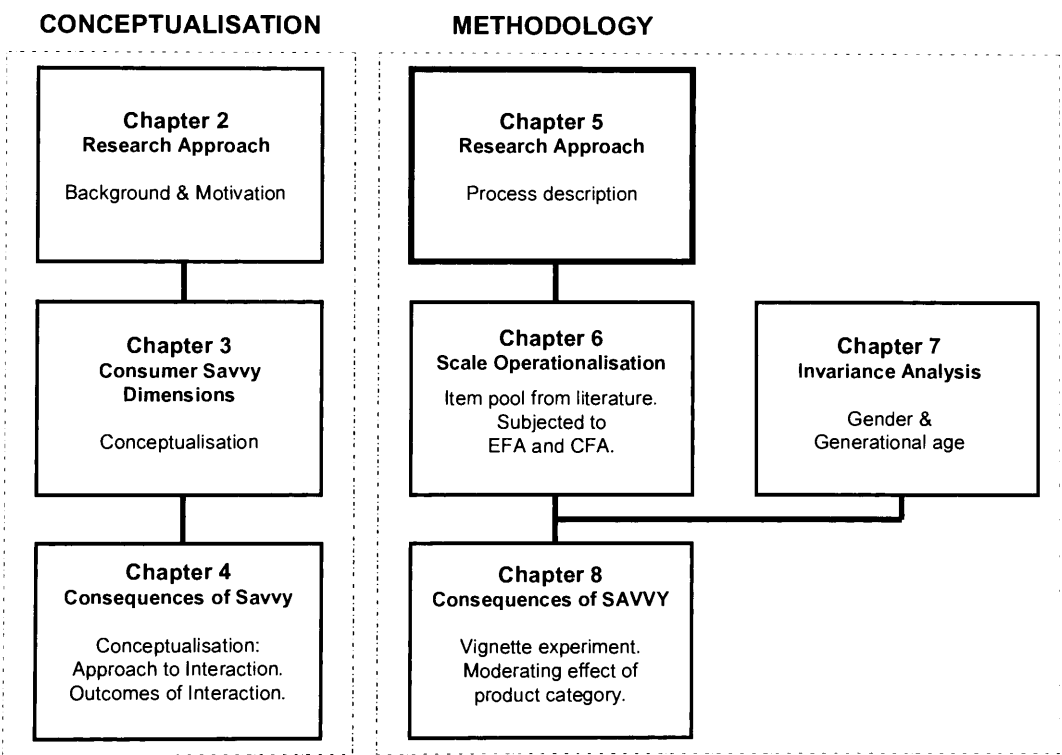 CONCEPTUALISATION
METHODOLOGY
Chapter 2
Research Approach
Background & Motivation
Chapter 3
Consumer Savvy
Dimensions
Conceptualisation
Chapter 4
Consequences of Savvy
Conceptualisation:
Approach to Interaction.
Outcomes of Interaction.
Chapter 5
Research Approach
Process description
Chapter 6
Scale Operationalisation
Item pool from literature.
Subjected to
EFA and CFA.
Chapter 7
Invariance Analysis
Gender &
Generational age
Chapter 8
Consequences of SAVVY
Vignette experiment.
Moderating effect of
product category.